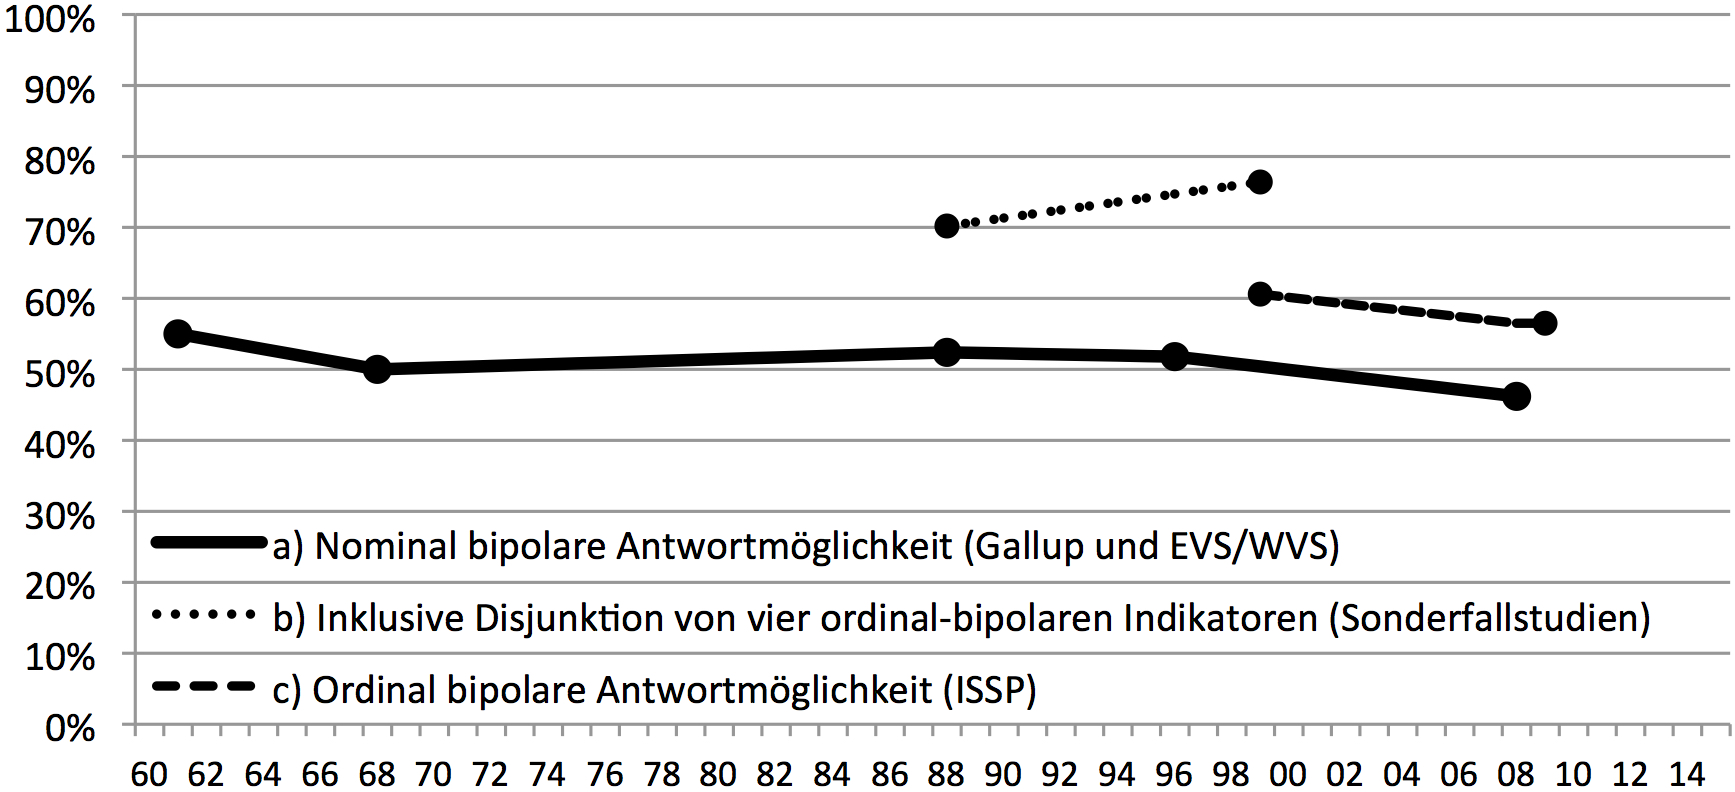 100%
90%
80%
70%
60%
50%
40%
30%
a) Nominal bipolare Antwortmöglichkeit (Gallup und EVS/WVS)
20%
b) Inklusive Disjunktion von vier ordinal-bipolaren Indikatoren (Sonderfallstudien)
10%
c) Ordinal bipolare Antwortmöglichkeit (ISSP)
0%
60 62 64 66 68 70 72 74 76 78 80 82 84 86 88 90 92 94 96 98 00 02 04 06 08 10 12 14